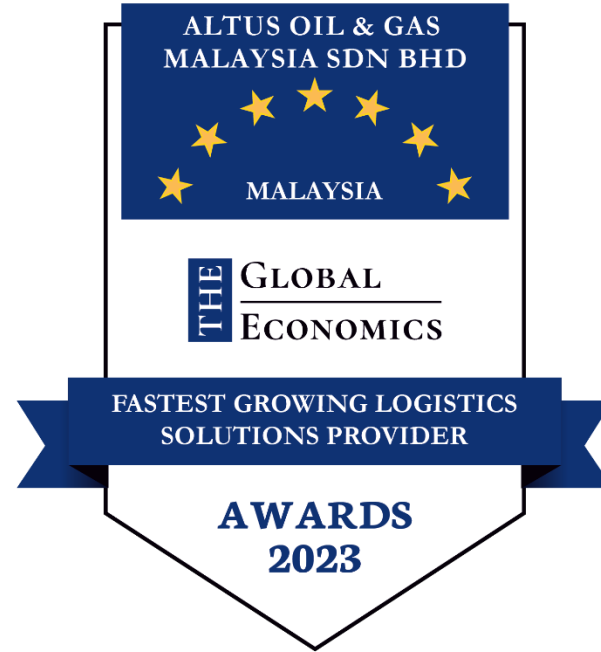 ALTUS OIL & GAS
MALAYSIA SDN BHD
MALAYSIA
THE
GLOBAL
ECONOMICS
FASTEST GROWING LOGISTICS
SOLUTIONS PROVIDER
AWARDS
2023